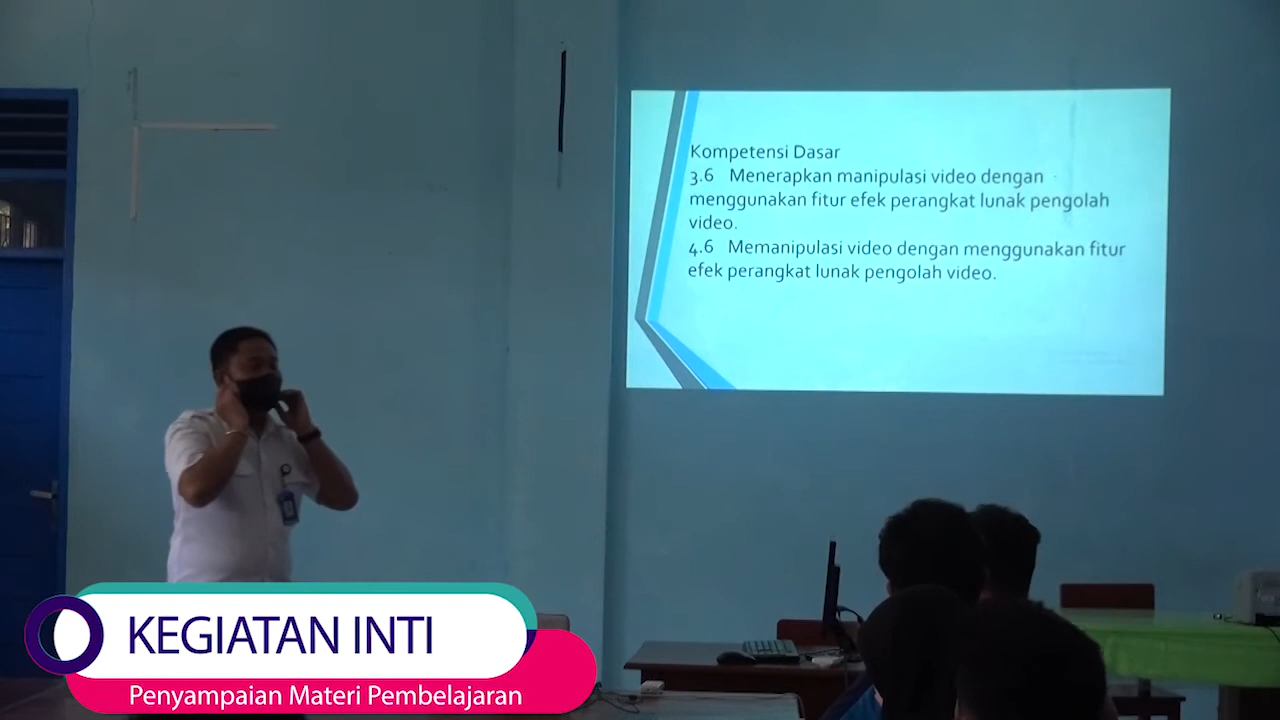 Kompetensi Dasar
3.6 Menerapkan manipulasi video dengan
menggunakan fitur efek perangkat lunak pengolah
video.
4.6 Memanipulasi video dengan menggunakan fitur
efek perangkat lunak pengolah video.
KEGIATAN INTI
Penyampaian Materi Pembelajaran